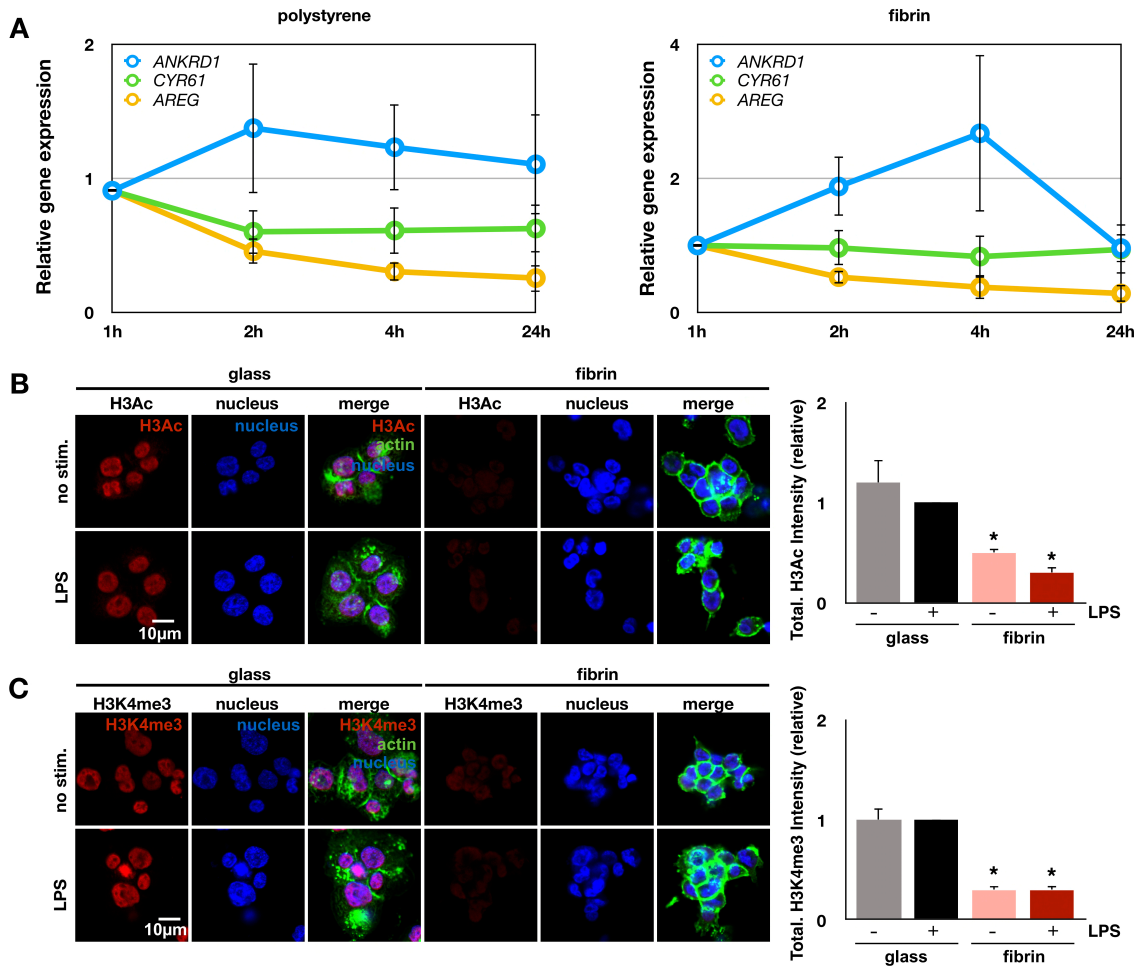 A
polystyrene
fibrin
Relative gene expression
2
1
0
ANKRD1
CYR61
AREG
1h 2h 4h 24h
Relative gene expression
4
2
0
ANKRD1
CYR61
AREG
1h 2h 4h 24h
B
glass fibrin
H3Ac nucleus merge H3Ac nucleus merge
no stim.
H3Ac nucleus H3Ac
actin
nucleus
LPS
10µm
Total. H3Ac Intensity (relative)
2
1
0
* *
- + - + LPS
glass fibrin
C
glass fibrin
H3K4me3 nucleus merge H3K4me3 nucleus merge
no stim.
H3K4me3 nucleus H3K4me3
actin
nucleus
LPS
10µm
Total. H3K4me3 Intensity (relative)
2
1
0
* *
- + - + LPS
glass fibrin